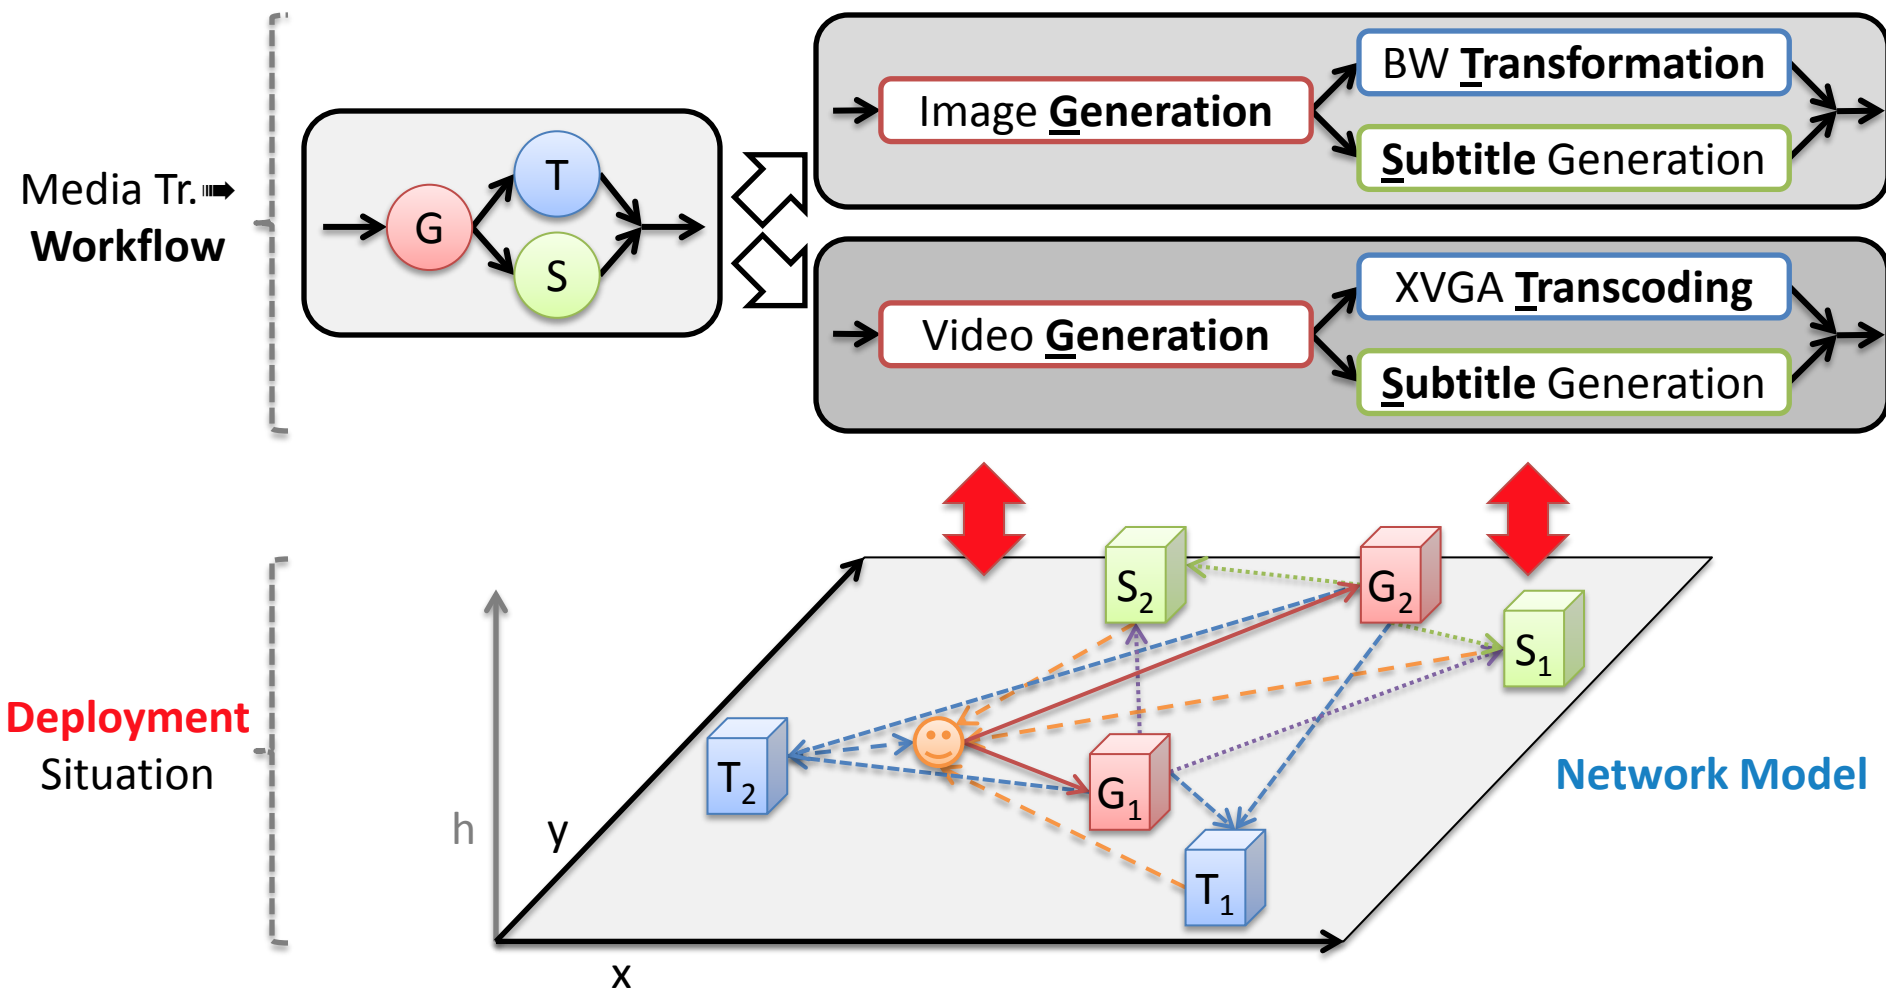 Media Tr.
Workflow
G
T
S
Image Generation
BW Transformation
Subtitle Generation
Video Generation
XVGA Transcoding
Subtitle Generation
Deployment
Situation
h
y
x
S2
G2
S1
T2
G1
T1
Network Model